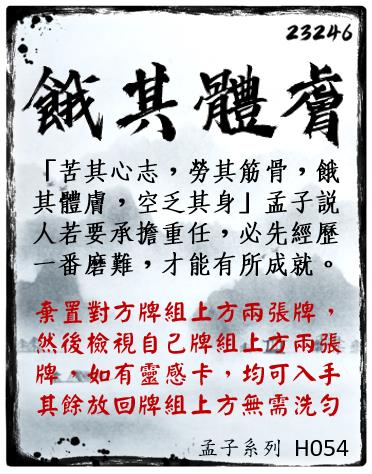 23246
餓其體膚
「苦其心志，勞其筋骨，餓
其體膚，空乏其身」孟子說
人若要承擔重任，必先經歷
一番磨難，才能有所成就。
棄置對方牌組上方兩張牌，
然後檢視自己牌組上方兩張
牌，如有靈感卡，均可入手
其餘放回牌組上方無需洗勻
孟子系列 H054